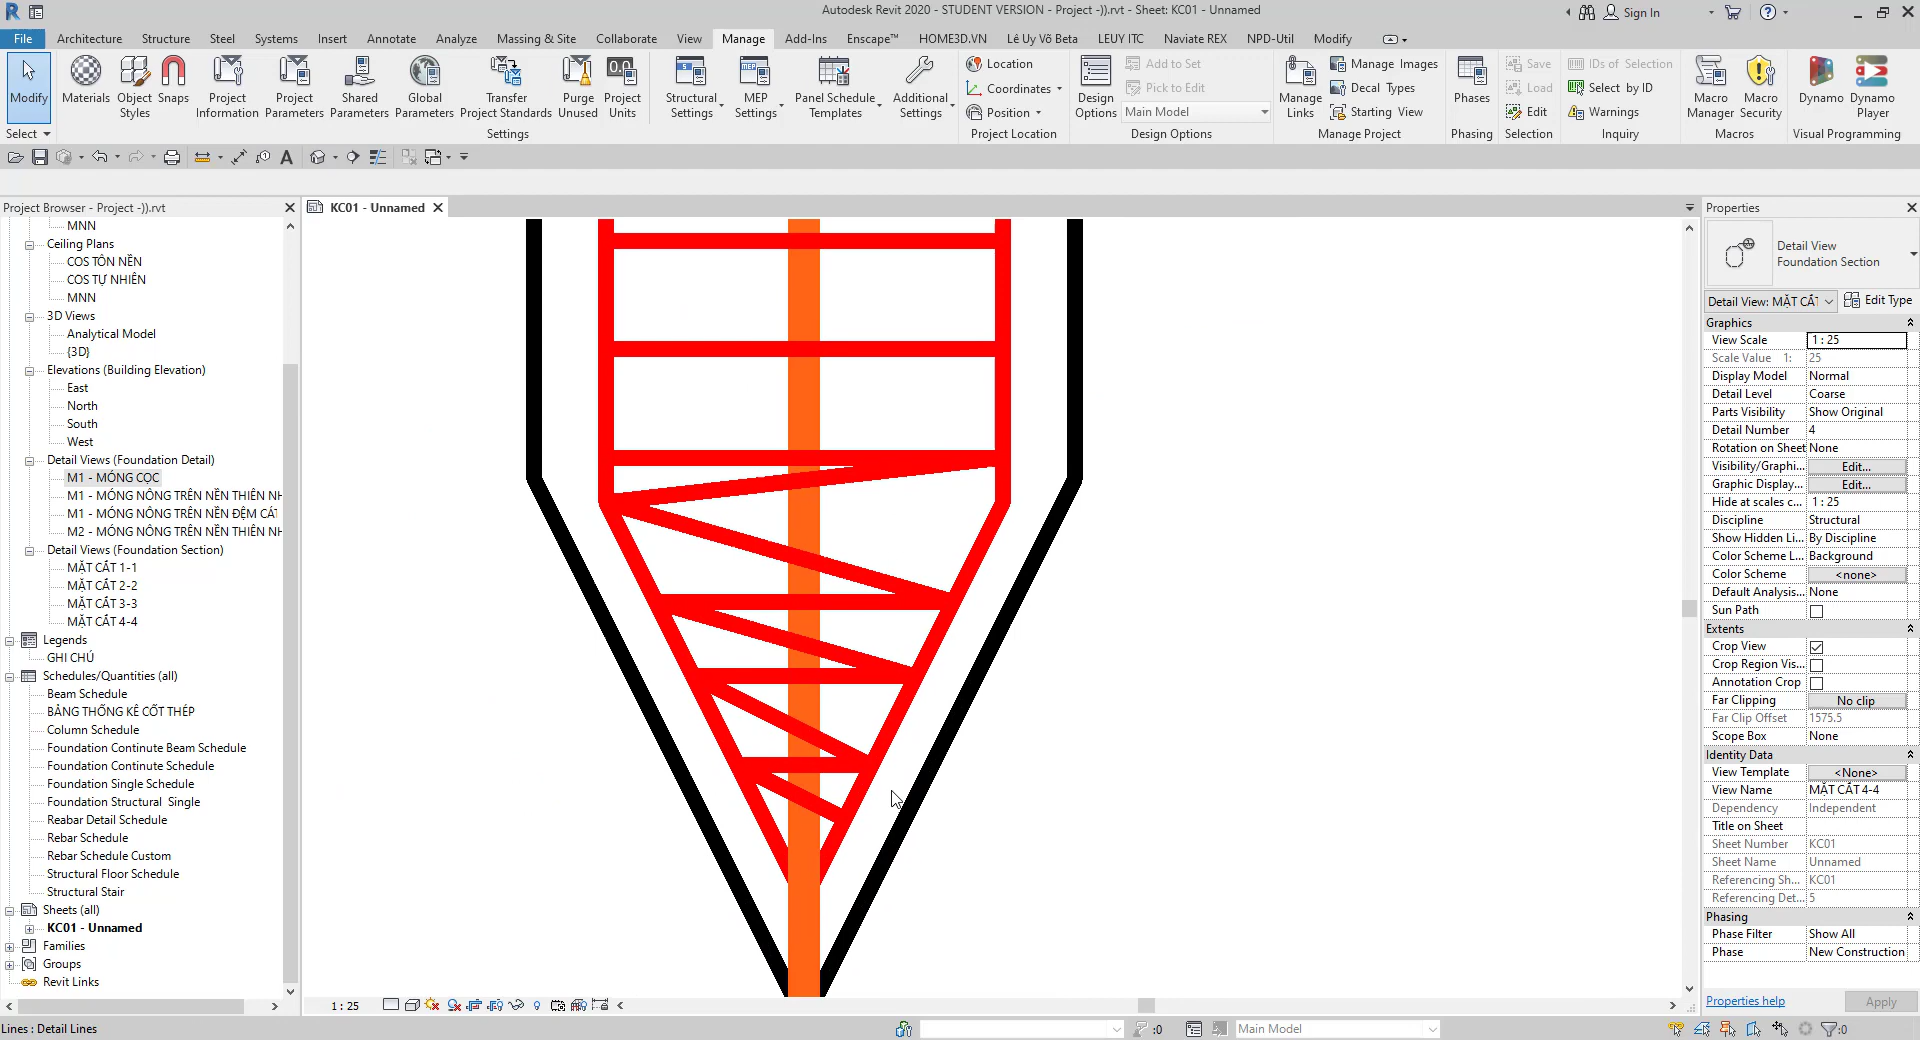 Autodesk Revit 2020 - STUDENT VERSION - Project -)).rvt - Sheet: KC01 - Unnamed
Sign In
File Architecture Structure Steel Systems Insert Annotate Analyze Massing & Site Collaborate View Manage Add-Ins Enscape™ HOME3D.VN Lê Uy Võ Beta LEUY ITC Naviate REX NPD-Util Modify
Modify
Materials
Object Styles
Snaps
Project Information
Project Parameters
Shared Parameters
Global Parameters
Transfer Project Standards
Purge Unused
Project Units
Structural Settings
MEP Settings
Panel Schedule Templates
Additional Settings
Location
Coordinates
Position
Design Options
Add to Set
Pick to Edit
Main Model
Manage Links
Manage Images
Decal Types
Starting View
Phases
Save
Load
Edit
IDs of Selection
Select by ID
Warnings
Macro Manager
Macro Security
Dynamo
Dynamo Player
Select
Settings
Project Location
Design Options
Manage Project
Phasing
Selection
Inquiry
Macros
Visual Programming
Project Browser - Project -)).rvt
MNN
Ceiling Plans
COS TÔN NỀN
COS TỰ NHIÊN
MNN
3D Views
Analytical Model
{3D}
Elevations (Building Elevation)
East
North
South
West
Detail Views (Foundation Detail)
M1 - MÓNG CỌC
M1 - MÓNG NÔNG TRÊN NỀN THIÊN NH
M1 - MÓNG NÔNG TRÊN NỀN ĐỆM CÁT
M2 - MÓNG NÔNG TRÊN NỀN THIÊN NH
Detail Views (Foundation Section)
MẶT CẮT 1-1
MẶT CẮT 2-2
MẶT CẮT 3-3
MẶT CẮT 4-4
Legends
GHI CHÚ
Schedules/Quantities (all)
Beam Schedule
BẢNG THỐNG KÊ CỐT THÉP
Column Schedule
Foundation Continute Beam Schedule
Foundation Continute Schedule
Foundation Single Schedule
Foundation Structural Single
Reabar Detail Schedule
Rebar Schedule
Rebar Schedule Custom
Structural Floor Schedule
Structural Stair
Sheets (all)
KC01 - Unnamed
Families
Groups
Revit Links
KC01 - Unnamed
1 : 25
Properties
Detail View
Foundation Section
Detail View: MẶT CẮT
Edit Type
Graphics
View Scale 1 : 25
Scale Value 1: 25
Display Model Normal
Detail Level Coarse
Parts Visibility Show Original
Detail Number 4
Rotation on Sheet None
Visibility/Graphi... Edit...
Graphic Display... Edit...
Hide at scales c... 1 : 25
Discipline Structural
Show Hidden Li... By Discipline
Color Scheme L... Background
Color Scheme <none>
Default Analysis... None
Sun Path
Extents
Crop View
Crop Region Vis...
Annotation Crop
Far Clipping No clip
Far Clip Offset 1575.5
Scope Box None
Identity Data
View Template <None>
View Name MẶT CẮT 4-4
Dependency Independent
Title on Sheet
Sheet Number KC01
Sheet Name Unnamed
Referencing Sh... KC01
Referencing Det... 5
Phasing
Phase Filter Show All
Phase New Construction
Properties help
Apply
Lines : Detail Lines
:0
Main Model
:0